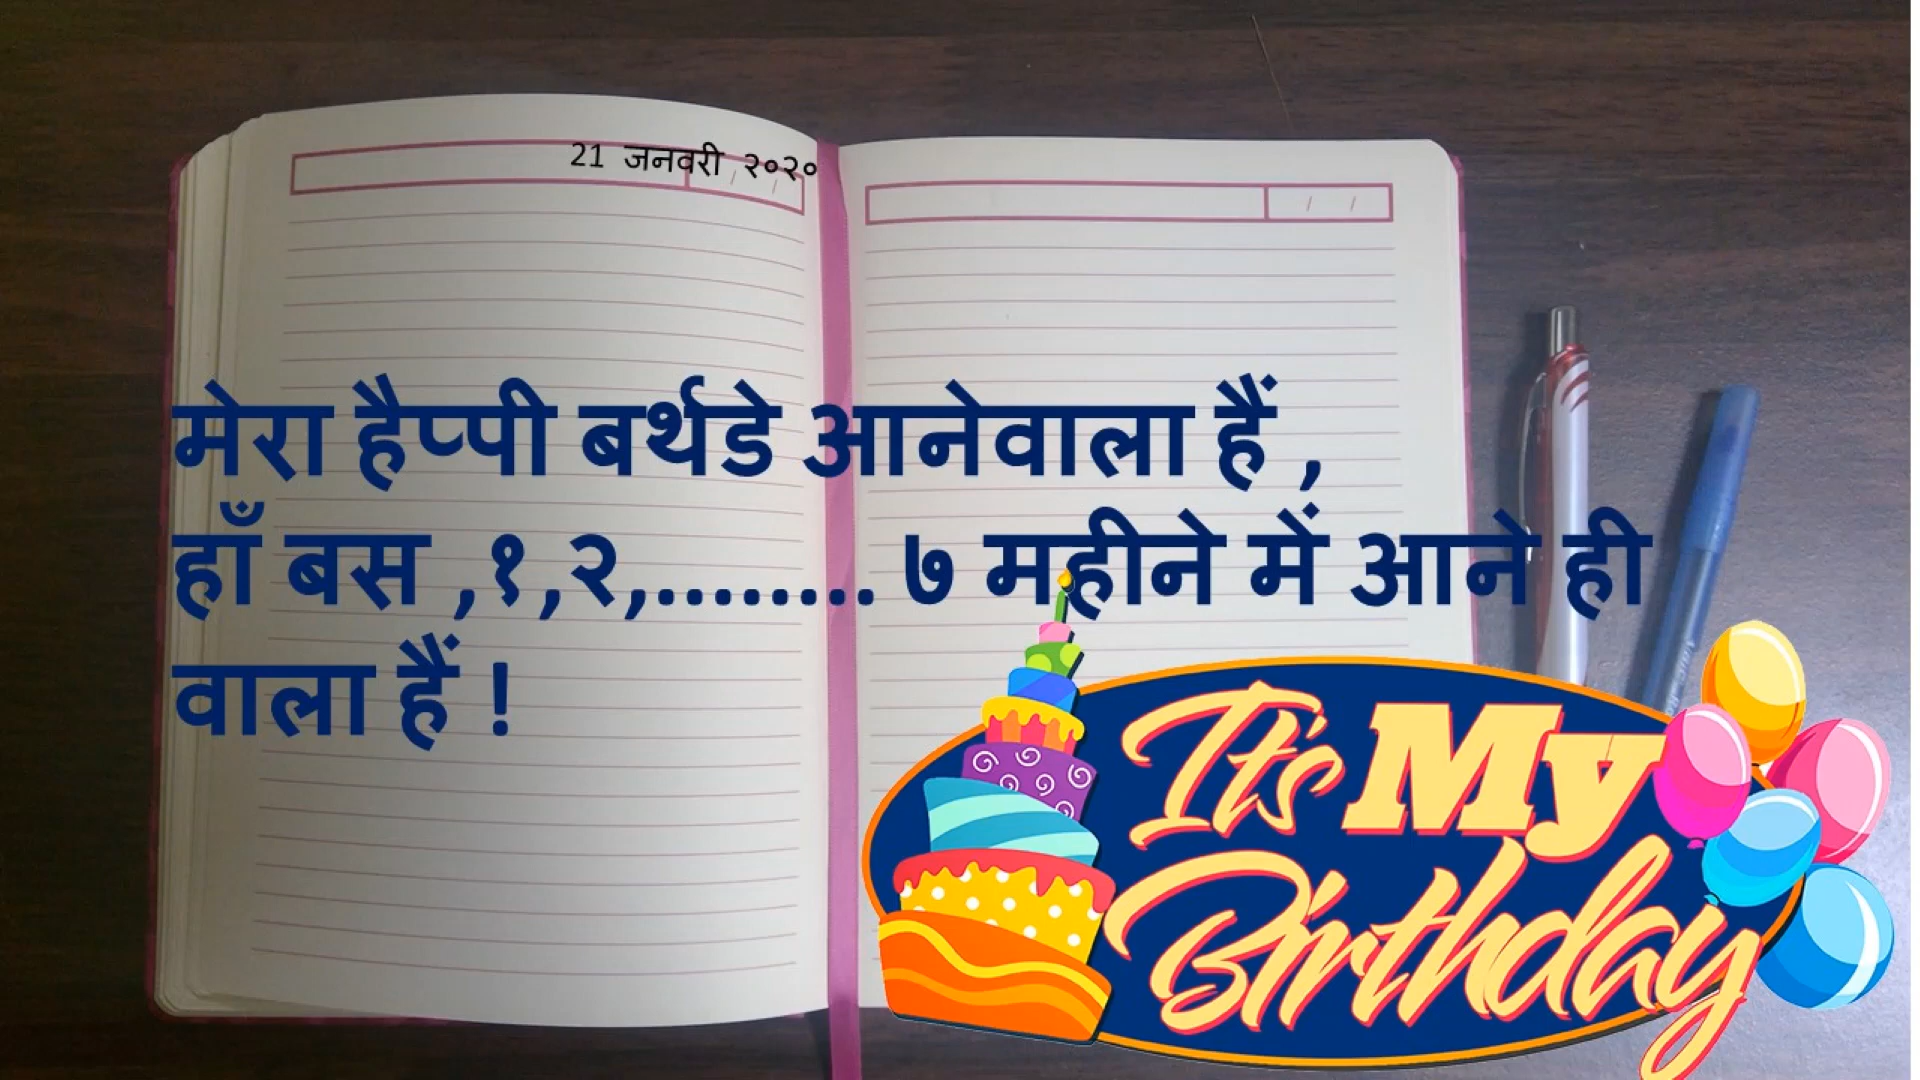 21 जनवरी २०२०
मेरा हैप्पी बर्थडे आनेवाला हैं ,
हाँ बस ,१,२,........ ७ महीने में आने ही
वाला हैं !
It's My
Birthday